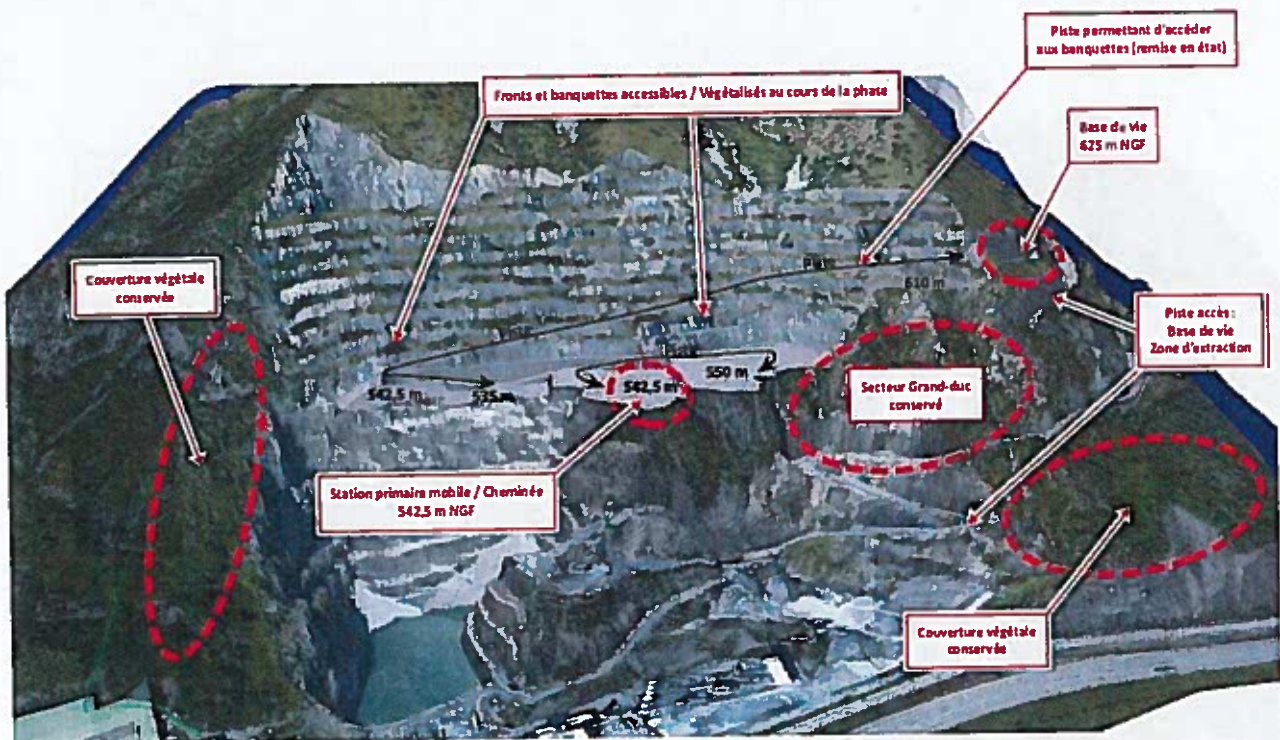 Piste permettant d'accéder
aux banquettes (remise en état)
Fronts et banquettes accessibles / Végétalisés au cours de la phase
Base de vie
625 m NGF
Couverture végétale
conservée
Piste
610 m
Piste accès :
Base de vie
Zone d'extraction
Piste
550 m
542,5 m
535 m
542,5 m
Secteur Grand-duc
conservé
Station primaire mobile / Cheminée
542,5 m NGF
Couverture végétale
conservée